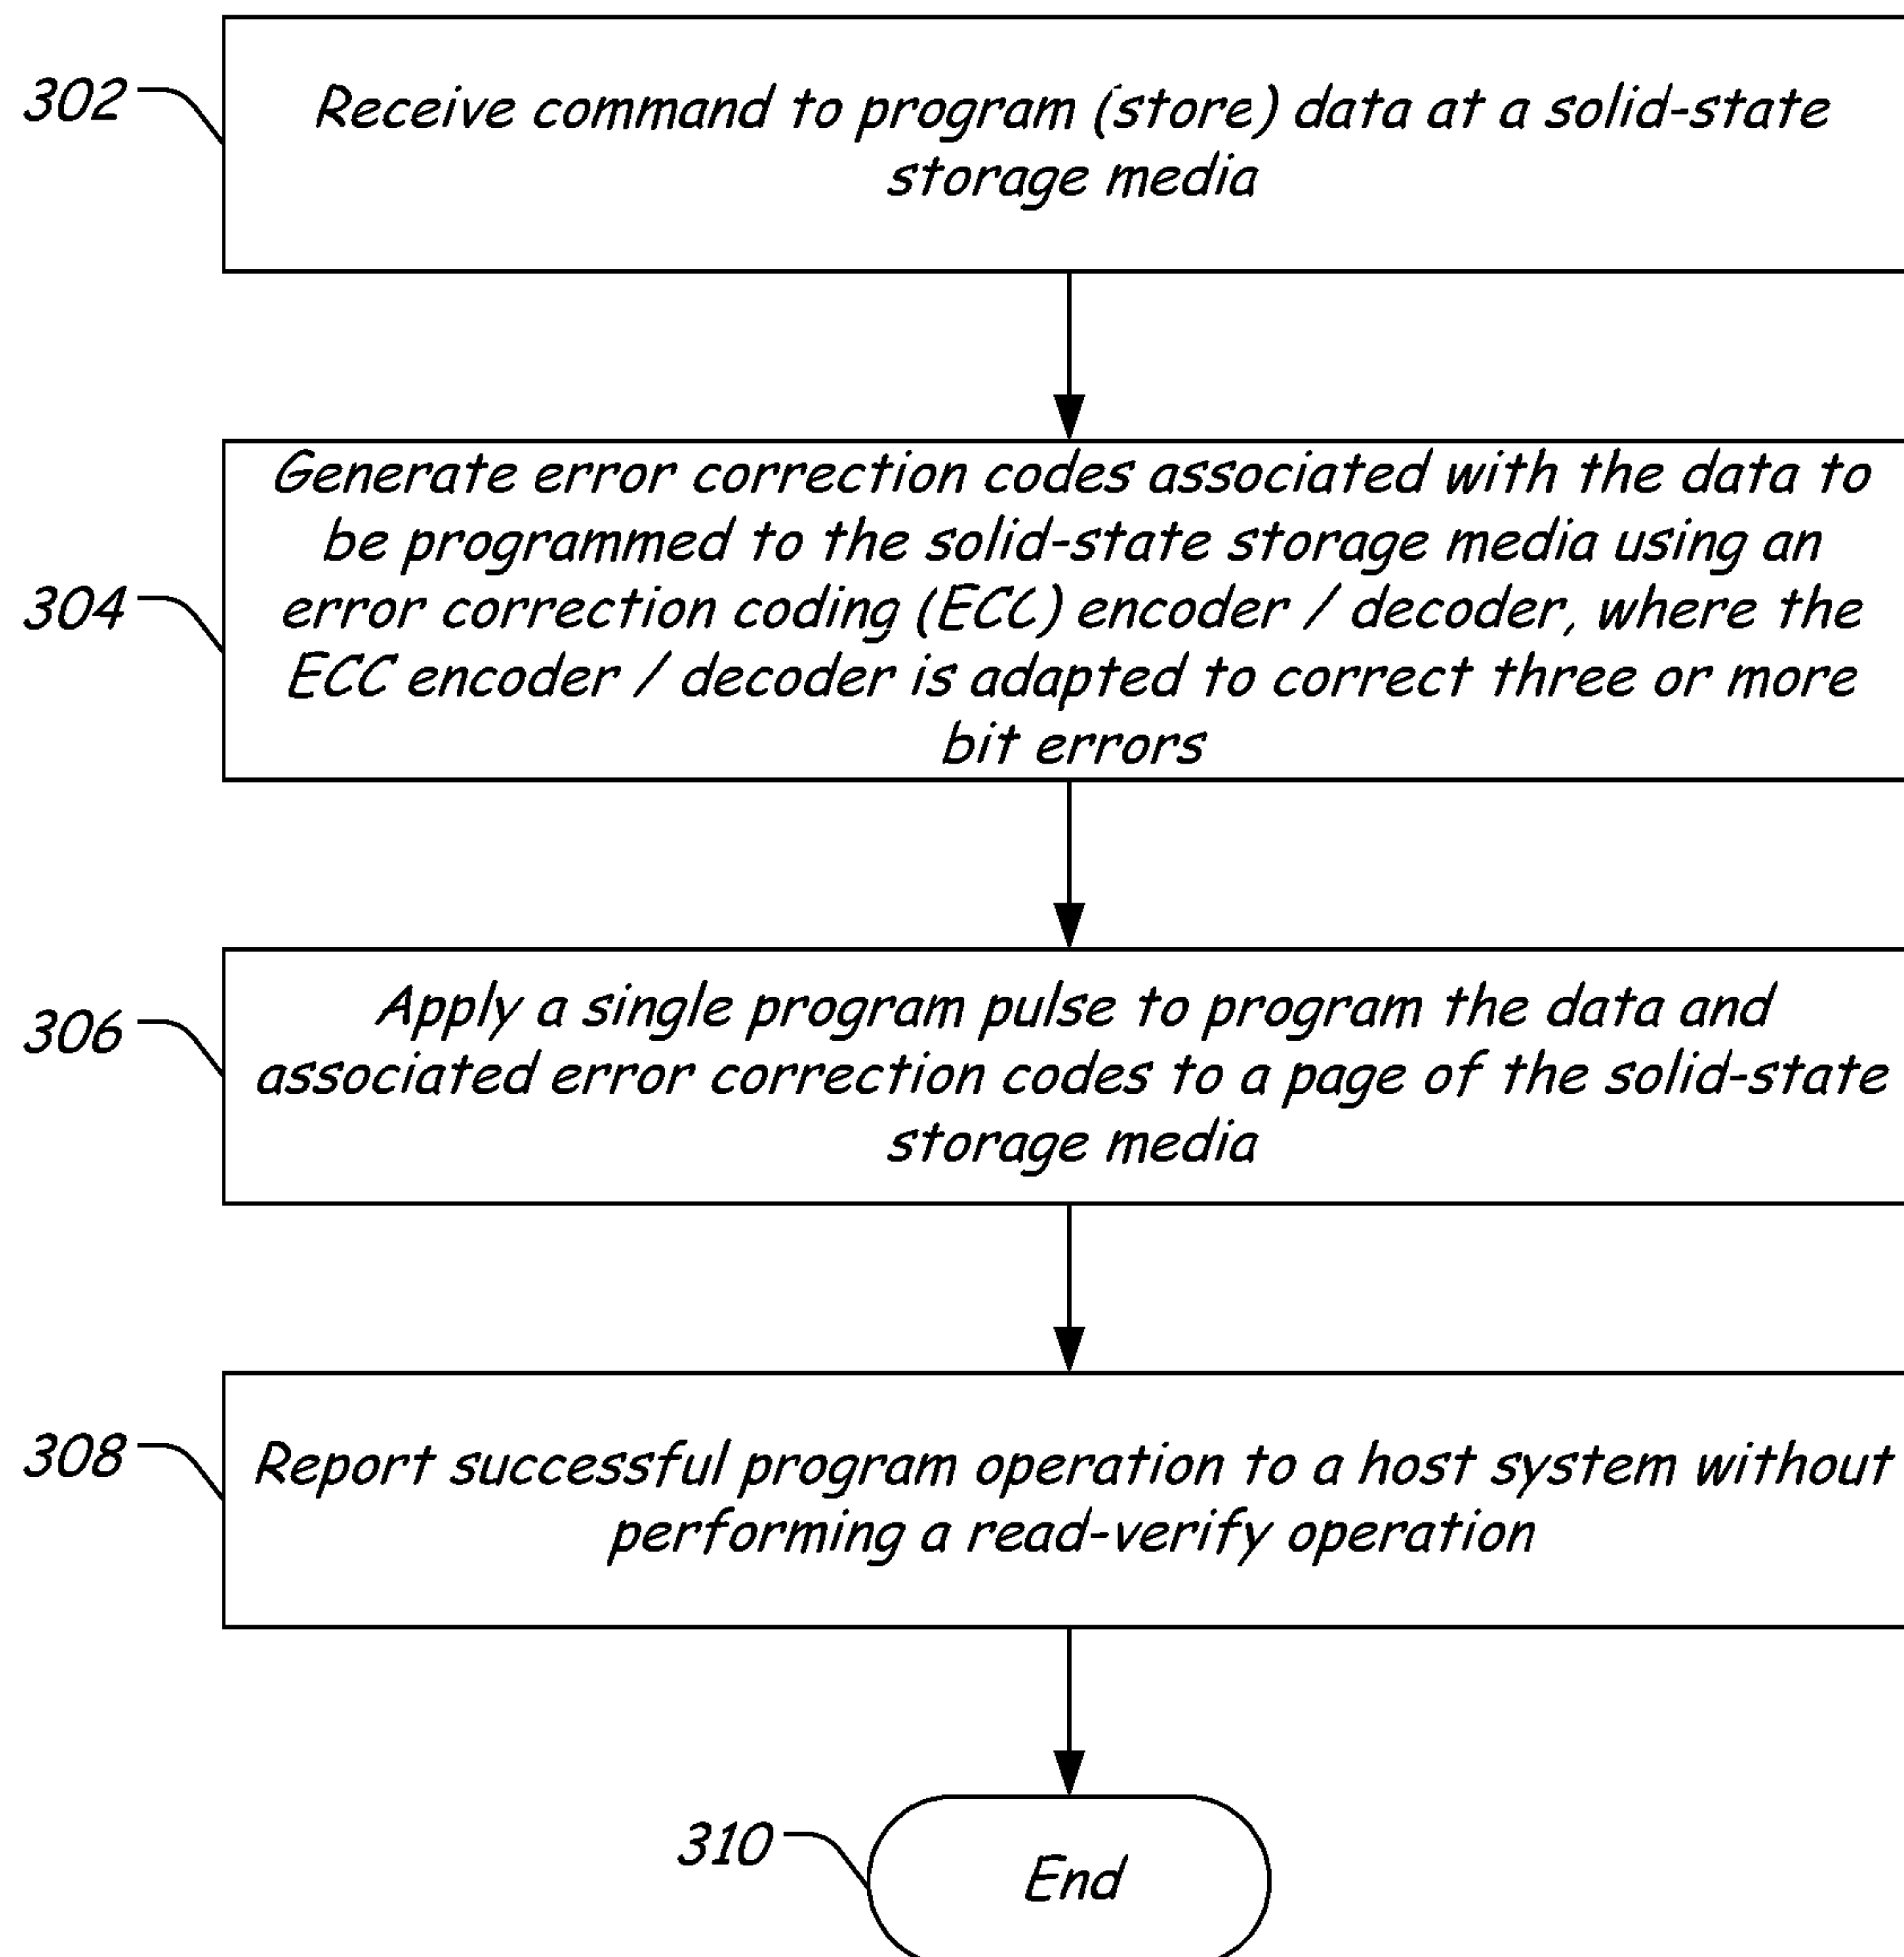 302
Receive command to program (store) data at a solid-state
storage media
304
Generate error correction codes associated with the data to
be programmed to the solid-state storage media using an
error correction coding (ECC) encoder / decoder, where the
ECC encoder / decoder is adapted to correct three or more
bit errors
306
Apply a single program pulse to program the data and
associated error correction codes to a page of the solid-state
storage media
308
Report successful program operation to a host system without
performing a read-verify operation
310
End